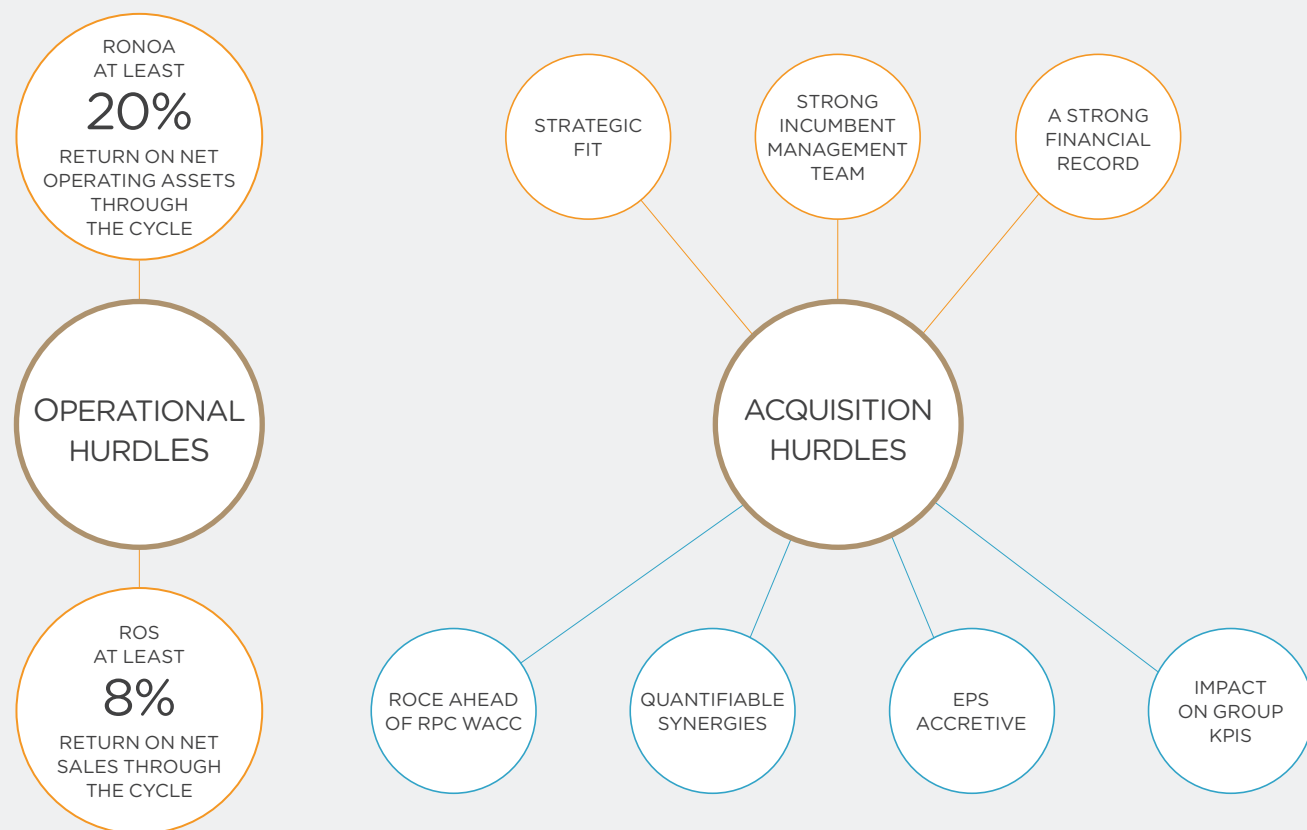 RONOA
AT LEAST
20%
RETURN ON NET
OPERATING ASSETS
THROUGH
THE CYCLE
OPERATIONAL
HURDLES
ROS
AT LEAST
8%
RETURN ON NET
SALES THROUGH
THE CYCLE
STRATEGIC
FIT
STRONG
INCUMBENT
MANAGEMENT
TEAM
A STRONG
FINANCIAL
RECORD
ACQUISITION
HURDLES
ROCE AHEAD
OF RPC WACC
QUANTIFIABLE
SYNERGIES
EPS
ACCRETIVE
IMPACT
ON GROUP
KPIS